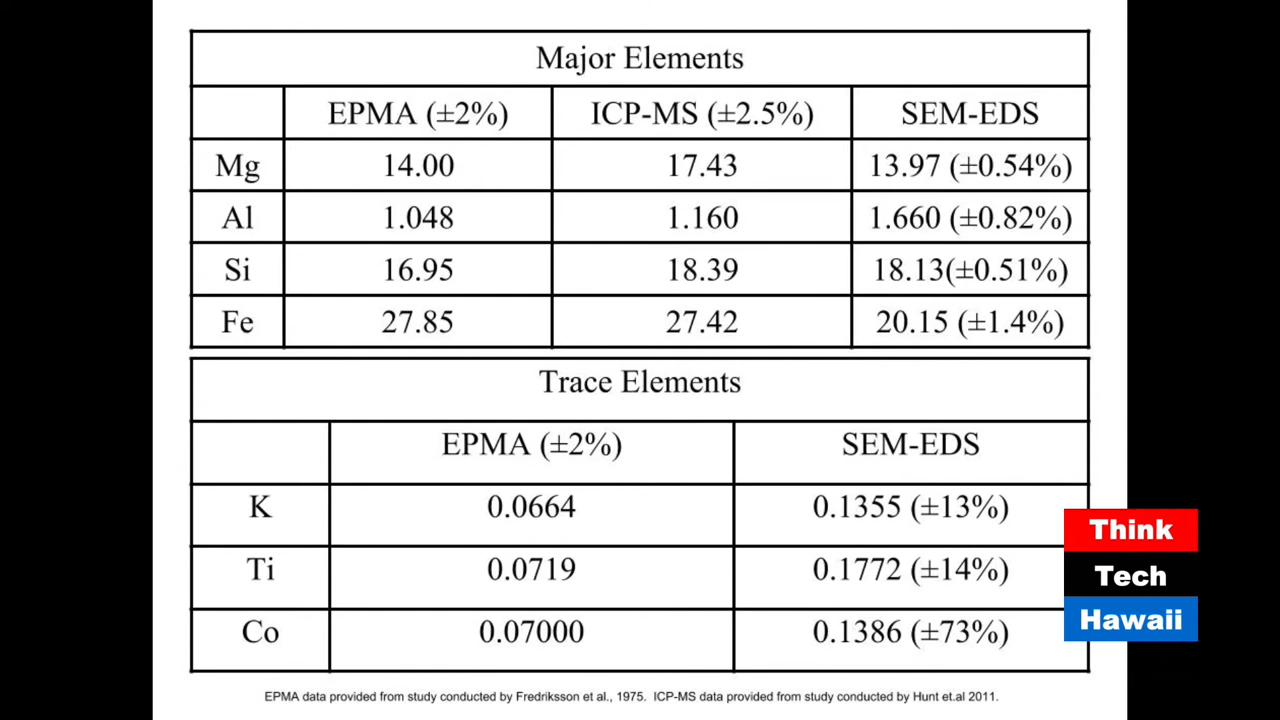 Major Elements
EPMA (±2%) ICP-MS (±2.5%) SEM-EDS
Mg 14.00 17.43 13.97 (±0.54%)
Al 1.048 1.160 1.660 (±0.82%)
Si 16.95 18.39 18.13(±0.51%)
Fe 27.85 27.42 20.15 (±1.4%)
Trace Elements
EPMA (±2%) SEM-EDS
K 0.0664 0.1355 (±13%)
Ti 0.0719 0.1772 (±14%)
Co 0.07000 0.1386 (±73%)
Think
Tech
Hawaii
EPMA data provided from study conducted by Fredriksson et al., 1975. ICP-MS data provided from study conducted by Hunt et.al 2011.